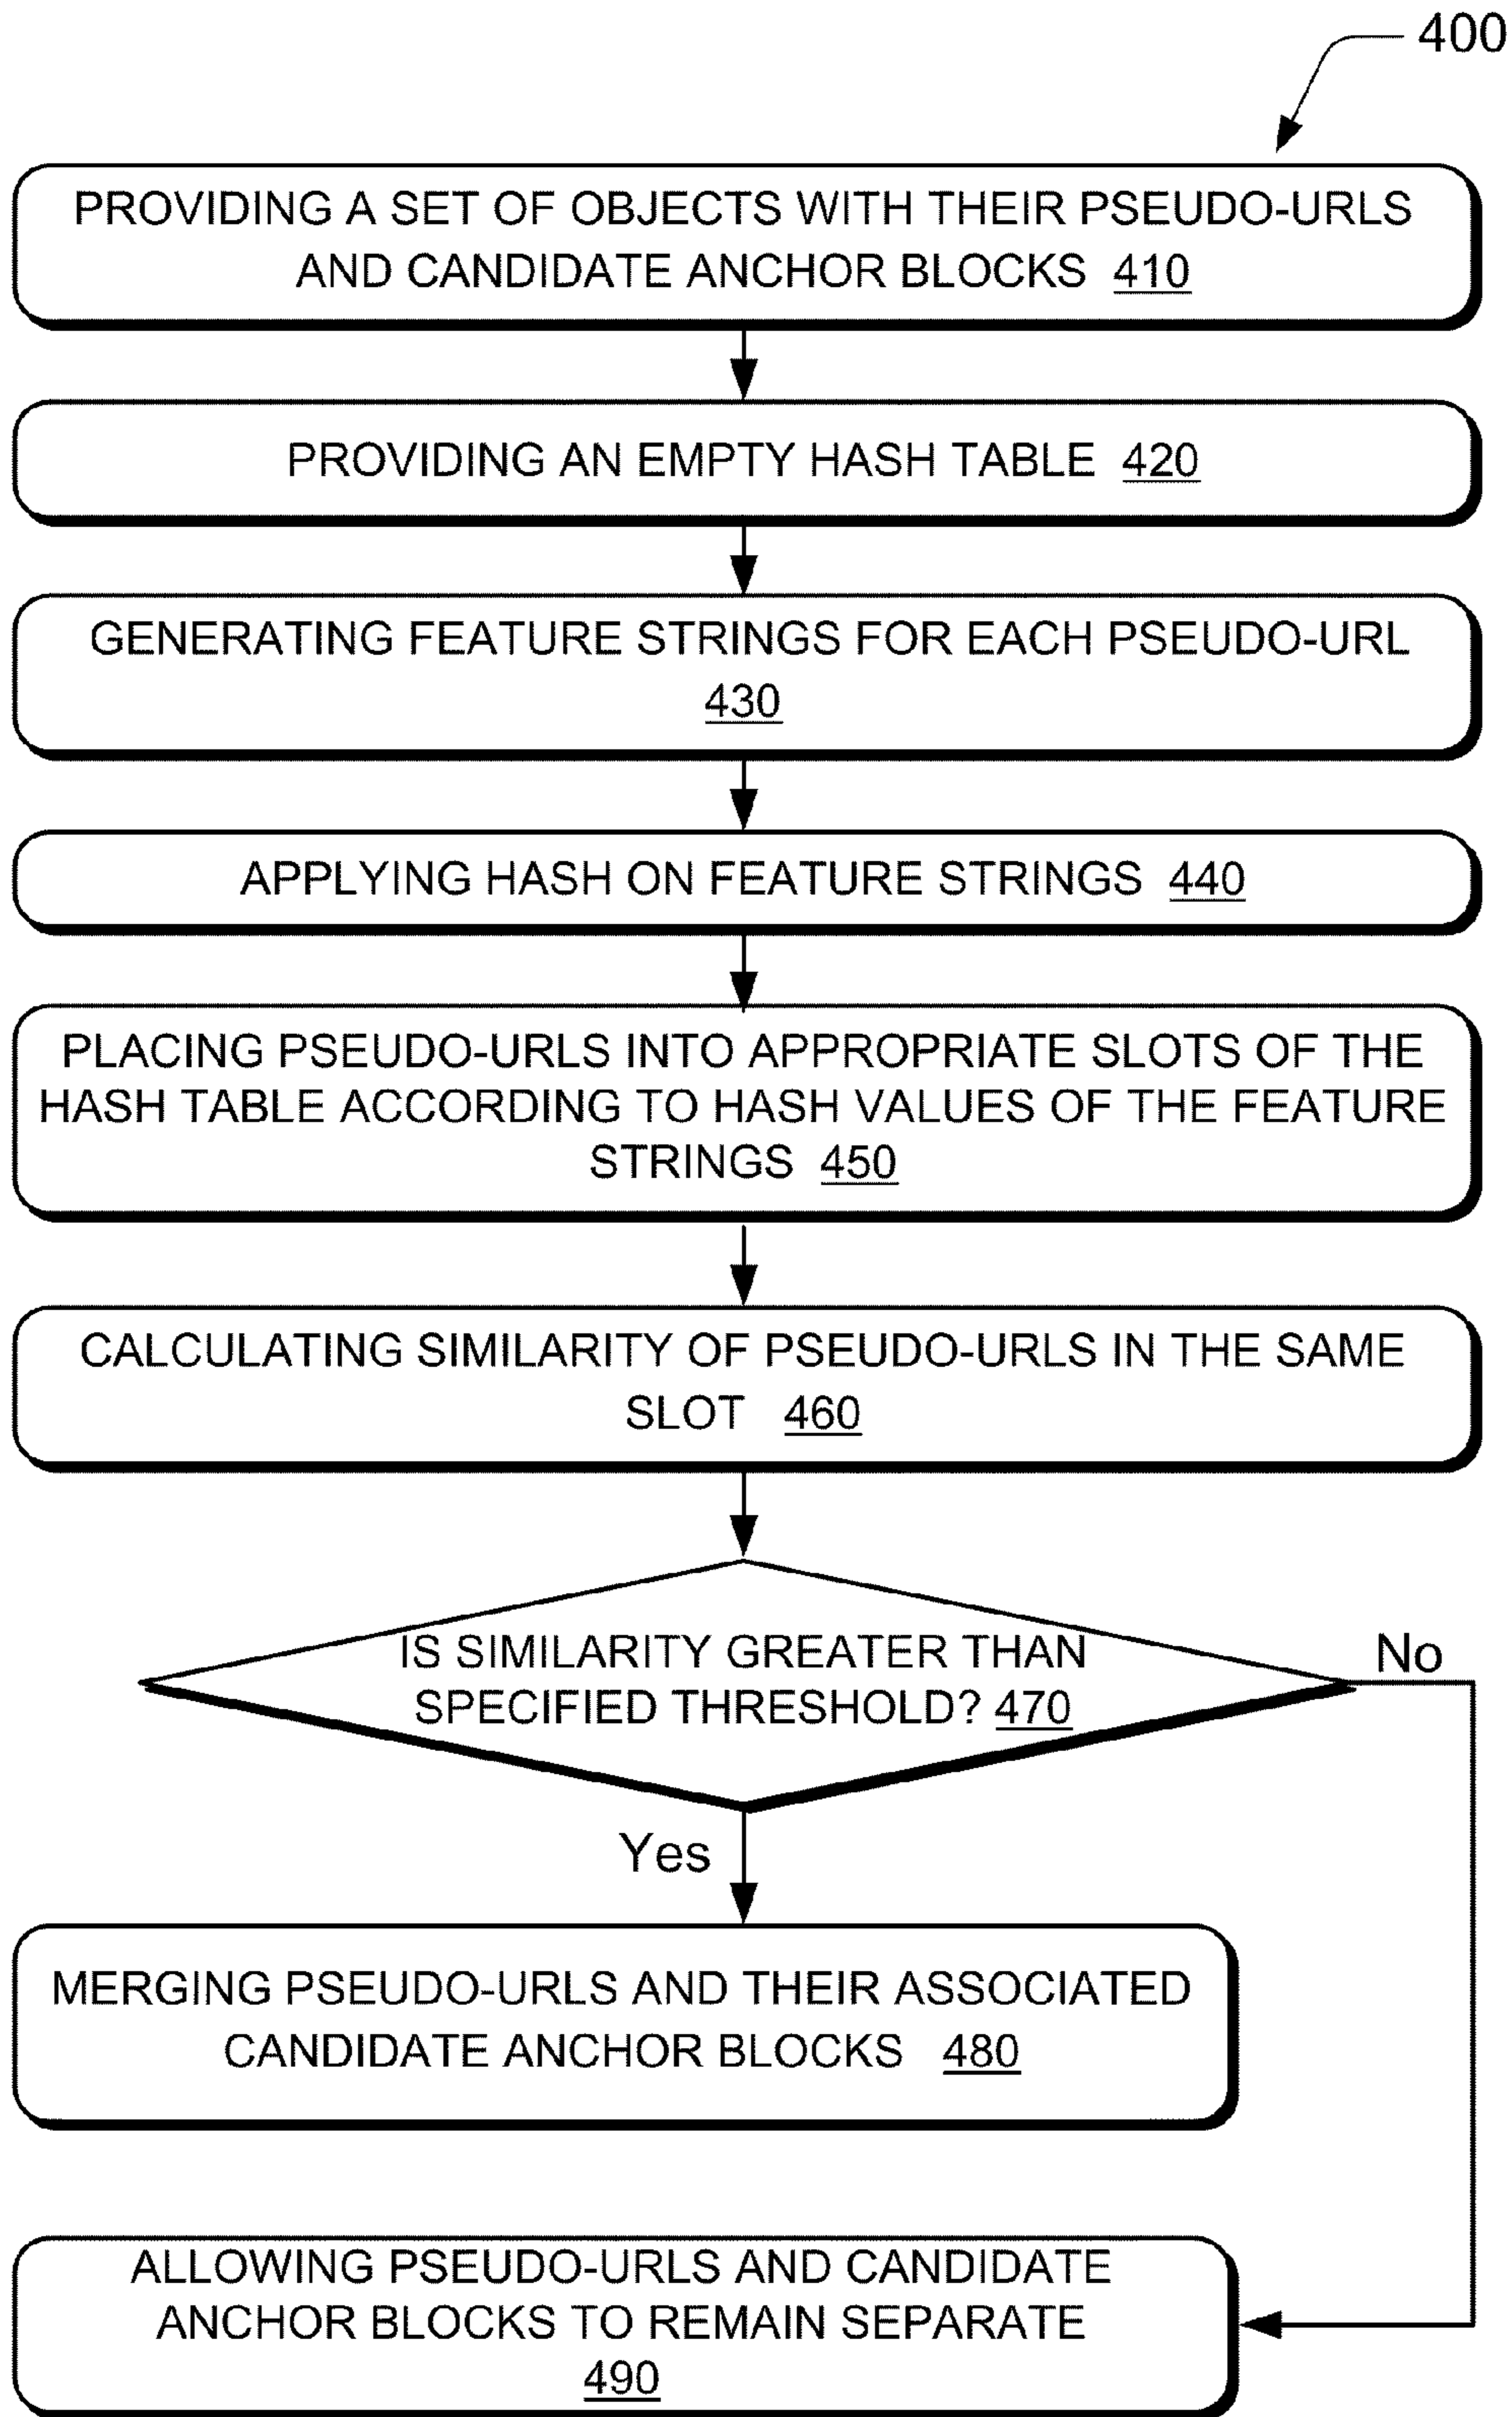 400
PROVIDING A SET OF OBJECTS WITH THEIR PSEUDO-URLS
AND CANDIDATE ANCHOR BLOCKS 410
PROVIDING AN EMPTY HASH TABLE 420
GENERATING FEATURE STRINGS FOR EACH PSEUDO-URL
430
APPLYING HASH ON FEATURE STRINGS 440
PLACING PSEUDO-URLS INTO APPROPRIATE SLOTS OF THE
HASH TABLE ACCORDING TO HASH VALUES OF THE FEATURE
STRINGS 450
CALCULATING SIMILARITY OF PSEUDO-URLS IN THE SAME
SLOT 460
IS SIMILARITY GREATER THAN
SPECIFIED THRESHOLD? 470
No
Yes
MERGING PSEUDO-URLS AND THEIR ASSOCIATED
CANDIDATE ANCHOR BLOCKS 480
ALLOWING PSEUDO-URLS AND CANDIDATE
ANCHOR BLOCKS TO REMAIN SEPARATE
490